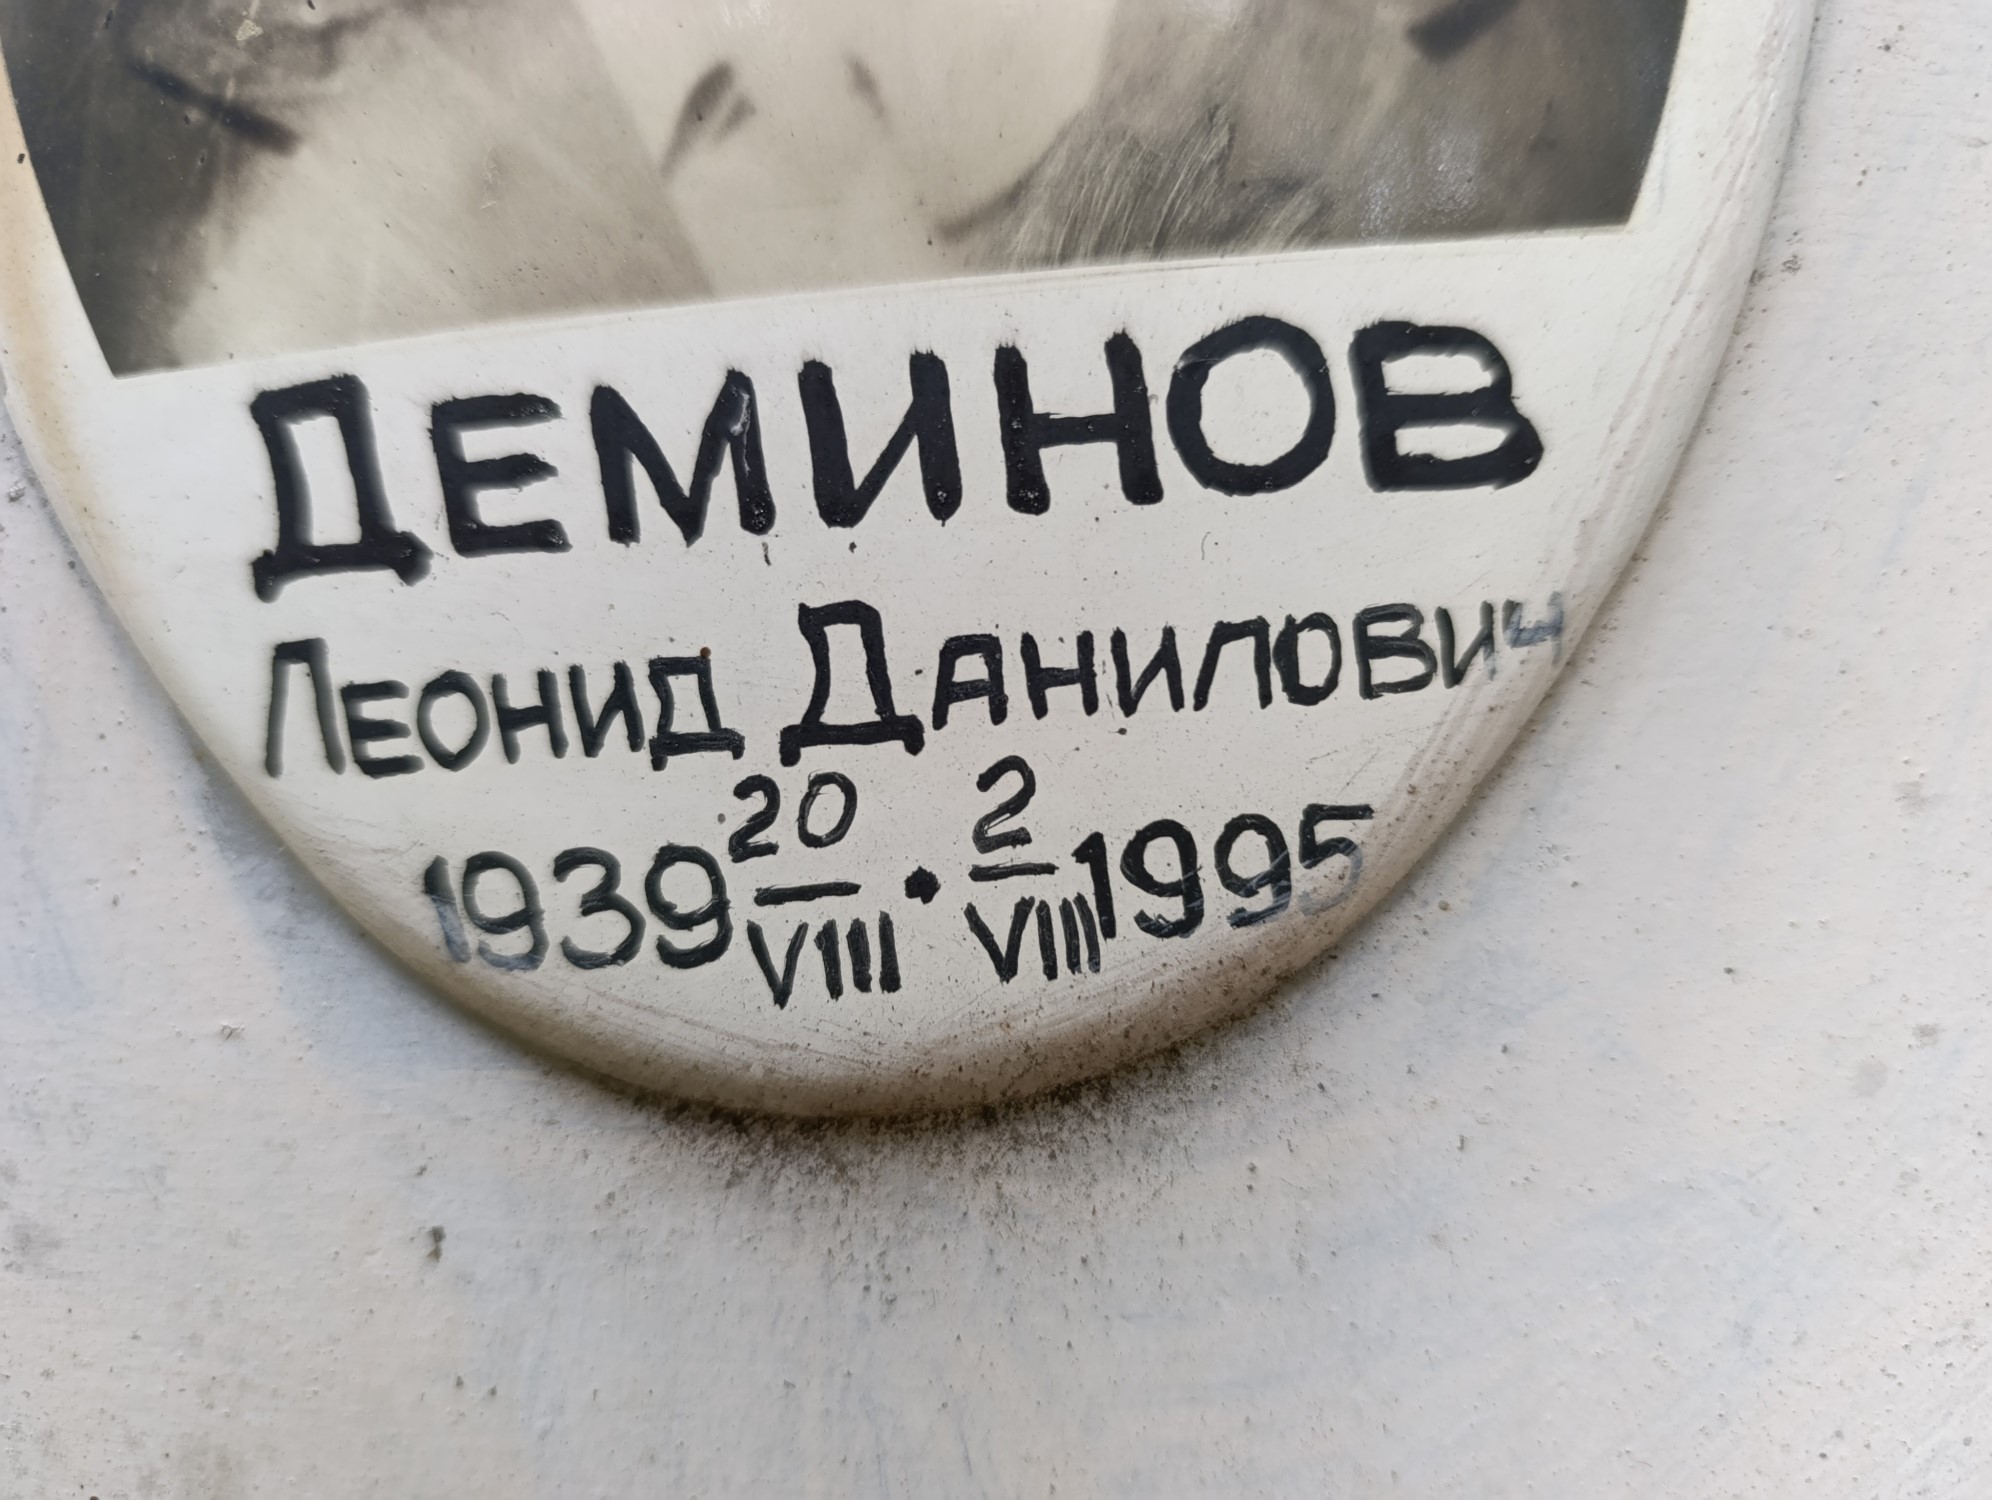 ДЕМИНОВ
Леонид Данилович
1939 20/VIII · 2/VIII 1995